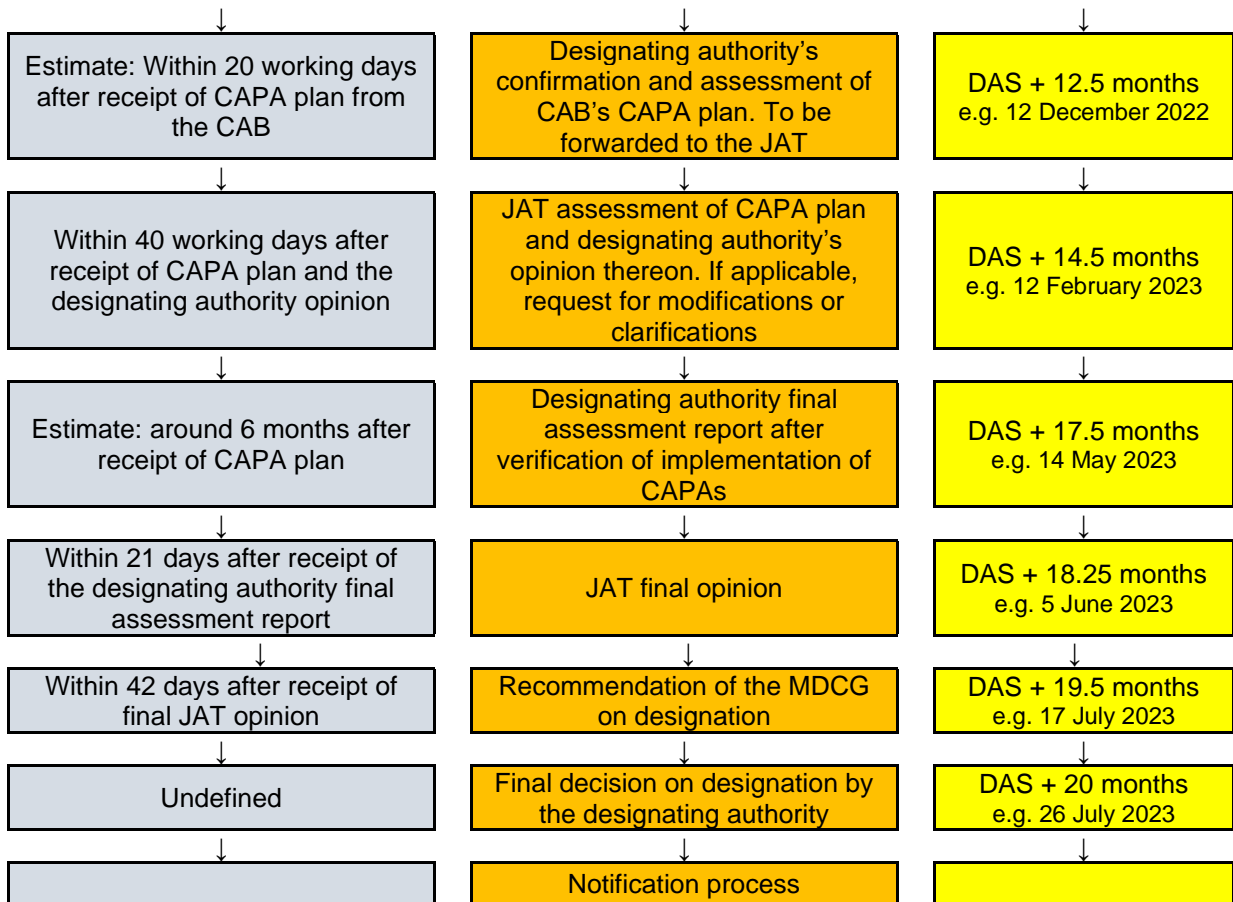 ↓ ↓ ↓
Estimate: Within 20 working days
after receipt of CAPA plan from
the CAB
Designating authority’s
confirmation and assessment of
CAB’s CAPA plan. To be
forwarded to the JAT
DAS + 12.5 months
e.g. 12 December 2022
↓ ↓ ↓
Within 40 working days after
receipt of CAPA plan and the
designating authority opinion
JAT assessment of CAPA plan
and designating authority’s
opinion thereon. If applicable,
request for modifications or
clarifications
DAS + 14.5 months
e.g. 12 February 2023
↓ ↓ ↓
Estimate: around 6 months after
receipt of CAPA plan
Designating authority final
assessment report after
verification of implementation of
CAPAs
DAS + 17.5 months
e.g. 14 May 2023
↓ ↓ ↓
Within 21 days after receipt of
the designating authority final
assessment report
JAT final opinion
DAS + 18.25 months
e.g. 5 June 2023
↓ ↓ ↓
Within 42 days after receipt of
final JAT opinion
Recommendation of the MDCG
on designation
DAS + 19.5 months
e.g. 17 July 2023
↓ ↓ ↓
Undefined
Final decision on designation by
the designating authority
DAS + 20 months
e.g. 26 July 2023
↓ ↓ ↓
Notification process